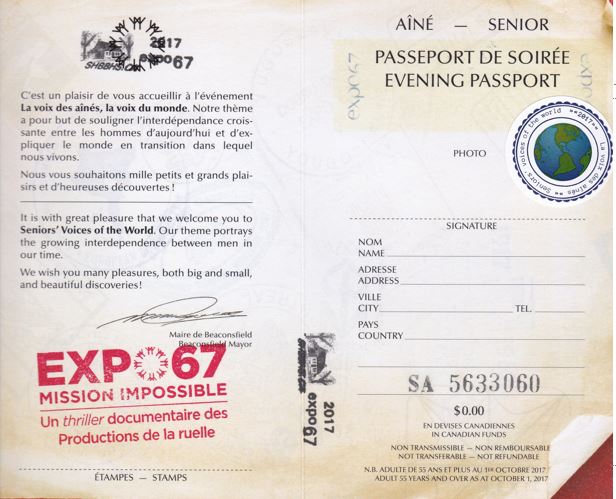 2017
SHBBHS.CA
expo67
C'est un plaisir de vous accueillir à l'événement
La voix des aînés, la voix du monde. Notre thème
a pour but de souligner l'interdépendance crois-
sante entre les hommes d'aujourd'hui et d'ex-
pliquer le monde en transition dans lequel
nous vivons.
Nous vous souhaitons mille petits et grands plai-
sirs et d'heureuses découvertes !
It is with great pleasure that we welcome you to
Seniors' Voices of the World. Our theme portrays
the growing interdependence between men in
our time.
We wish you many pleasures, both big and small,
and beautiful discoveries!
Maire de Beaconsfield
Beaconsfield Mayor
EXPO67
MISSION IMPOSSIBLE
Un thriller documentaire des
Productions de la ruelle
ÉTAMPES — STAMPS
2017
expo67
AÎNÉ — SENIOR
PASSEPORT DE SOIRÉE
EVENING PASSPORT
expo67
expo67
Seniors' voices of the world **2017** La voix des aînés
PHOTO
SIGNATURE
NOM
NAME
ADRESSE
ADDRESS
VILLE
CITY TEL.
PAYS
COUNTRY
SA 5633060
$0.00
EN DEVISES CANADIENNES
IN CANADIAN FUNDS
NON TRANSMISSIBLE — NON REMBOURSABLE
NOT TRANSFERABLE — NOT REFUNDABLE
N.B. ADULTE DE 55 ANS ET PLUS AU 1ER OCTOBRE 2017
ADULT 55 YEARS AND OVER AS AT OCTOBER 1, 2017